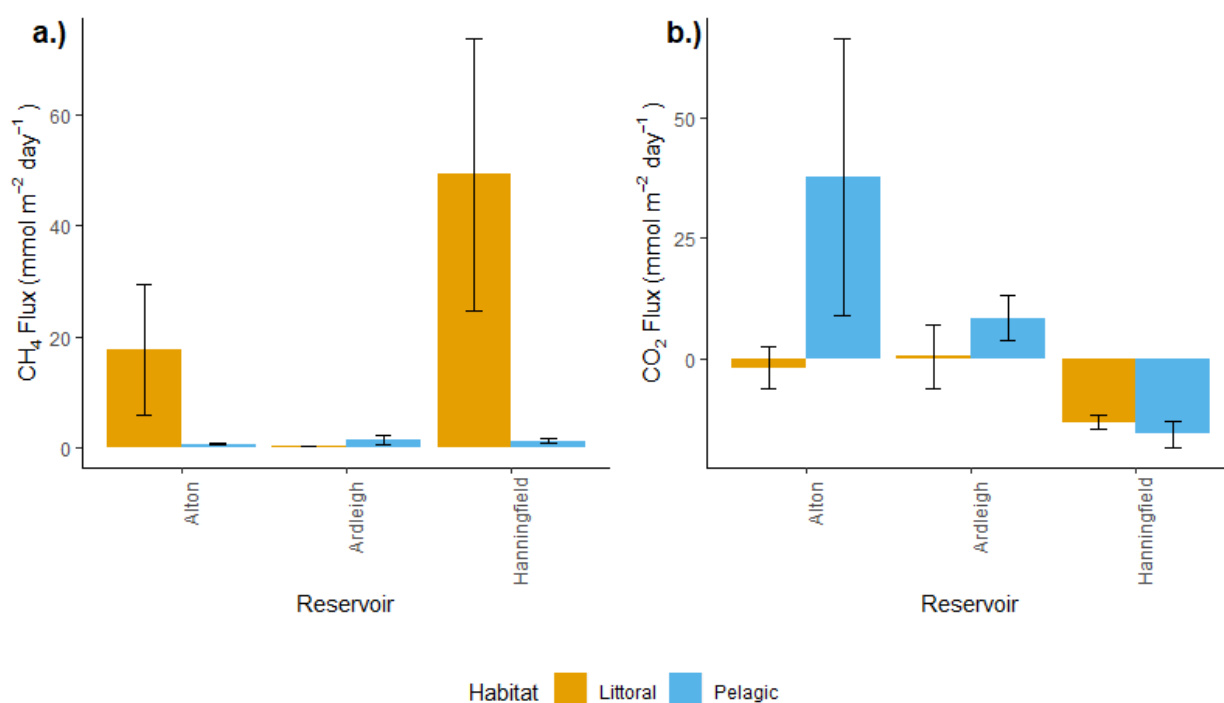 a.)
CH₄ Flux (mmol m⁻² day⁻¹ )
60
40
20
0
Alton
Ardleigh
Hanningfield
Reservoir
b.)
CO₂ Flux (mmol m⁻² day⁻¹ )
50
25
0
Alton
Ardleigh
Hanningfield
Reservoir
Habitat Littoral Pelagic